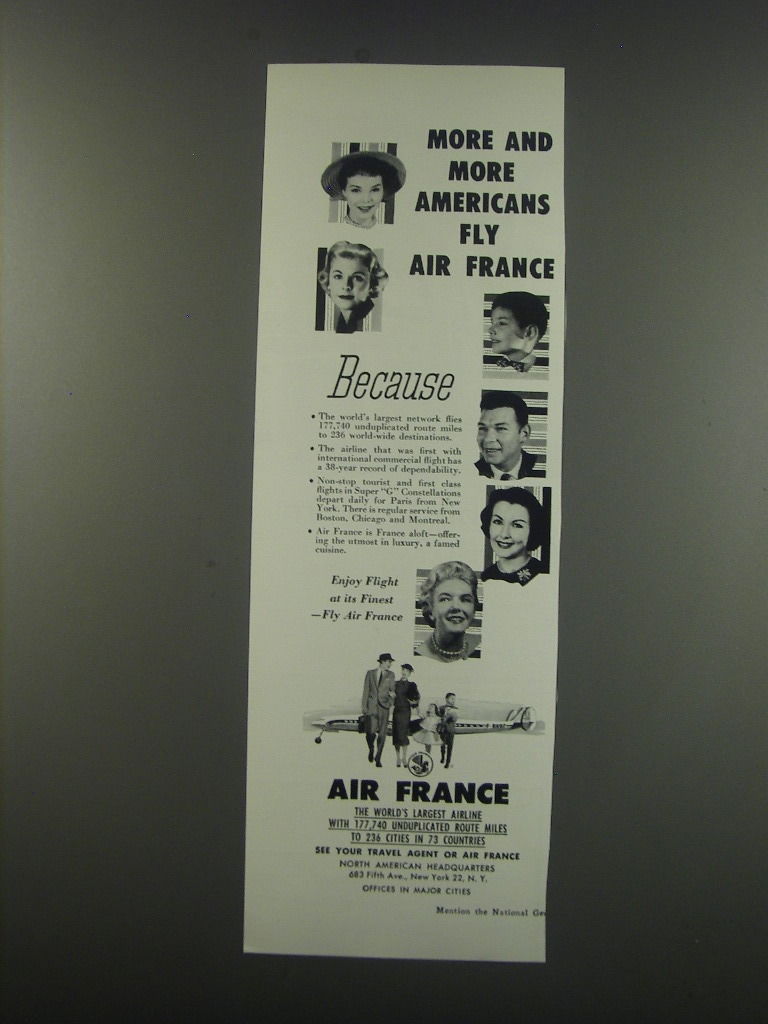 MORE AND
MORE
AMERICANS
FLY
AIR FRANCE
Because
• The world's largest network flies
177,740 unduplicated route miles
to 236 world-wide destinations.
• The airline that was first with
international commercial flight has
a 38-year record of dependability.
• Non-stop tourist and first class
flights in Super "G" Constellations
depart daily for Paris from New
York. There is regular service from
Boston, Chicago and Montreal.
• Air France is France aloft—offer-
ing the utmost in luxury, a famed
cuisine.
Enjoy Flight
at its Finest
—Fly Air France
AIR FRANCE
THE WORLD'S LARGEST AIRLINE
WITH 177,740 UNDUPLICATED ROUTE MILES
TO 236 CITIES IN 73 COUNTRIES
SEE YOUR TRAVEL AGENT OR AIR FRANCE
NORTH AMERICAN HEADQUARTERS
683 Fifth Ave., New York 22, N. Y.
OFFICES IN MAJOR CITIES
Mention the National Ge